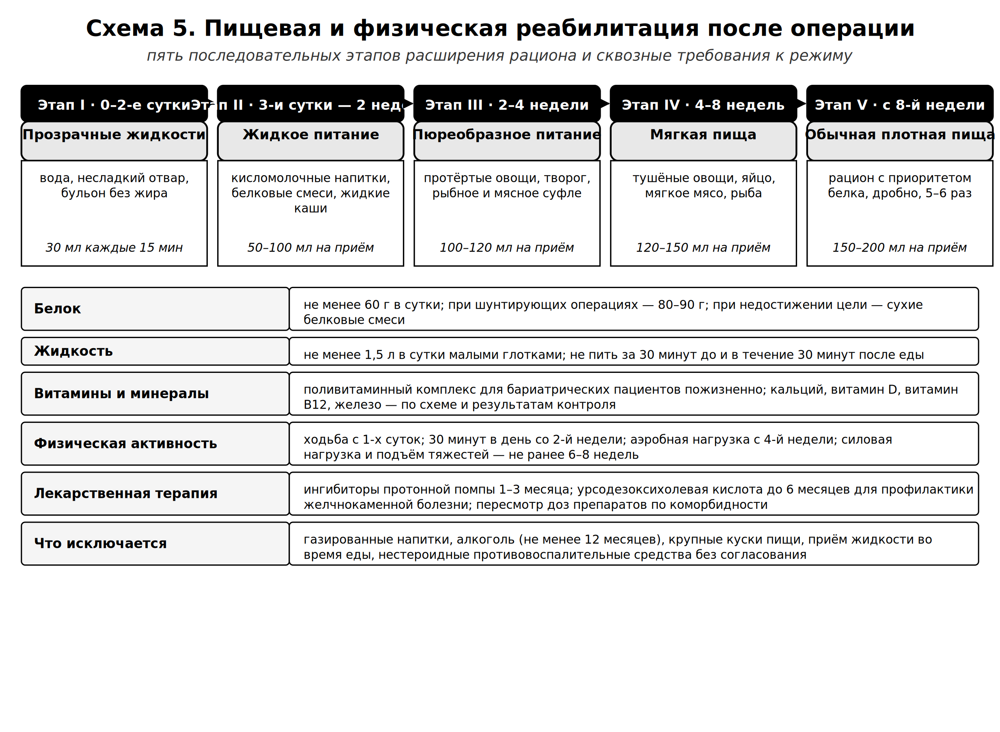 Схема 5. Пищевая и физическая реабилитация после операции
пять последовательных этапов расширения рациона и сквозные требования к режиму
Этап I · 0–2-е сутки
Этап II · 3-и сутки — 2 неде
Этап III · 2–4 недели
Этап IV · 4–8 недель
Этап V · с 8-й недели
Прозрачные жидкости
Жидкое питание
Пюреобразное питание
Мягкая пища
Обычная плотная пища
вода, несладкий отвар,
бульон без жира
30 мл каждые 15 мин
кисломолочные напитки,
белковые смеси, жидкие
каши
50–100 мл на приём
протёртые овощи, творог,
рыбное и мясное суфле
100–120 мл на приём
тушёные овощи, яйцо,
мягкое мясо, рыба
120–150 мл на приём
рацион с приоритетом
белка, дробно, 5–6 раз
150–200 мл на приём
Белок
не менее 60 г в сутки; при шунтирующих операциях — 80–90 г; при недостижении цели — сухие
белковые смеси
Жидкость
не менее 1,5 л в сутки малыми глотками; не пить за 30 минут до и в течение 30 минут после еды
Витамины и минералы
поливитаминный комплекс для бариатрических пациентов пожизненно; кальций, витамин D, витамин
B12, железо — по схеме и результатам контроля
Физическая активность
ходьба с 1-х суток; 30 минут в день со 2-й недели; аэробная нагрузка с 4-й недели; силовая
нагрузка и подъём тяжестей — не ранее 6–8 недель
Лекарственная терапия
ингибиторы протонной помпы 1–3 месяца; урсодезоксихолевая кислота до 6 месяцев для профилактики
желчнокаменной болезни; пересмотр доз препаратов по коморбидности
Что исключается
газированные напитки, алкоголь (не менее 12 месяцев), крупные куски пищи, приём жидкости во
время еды, нестероидные противовоспалительные средства без согласования